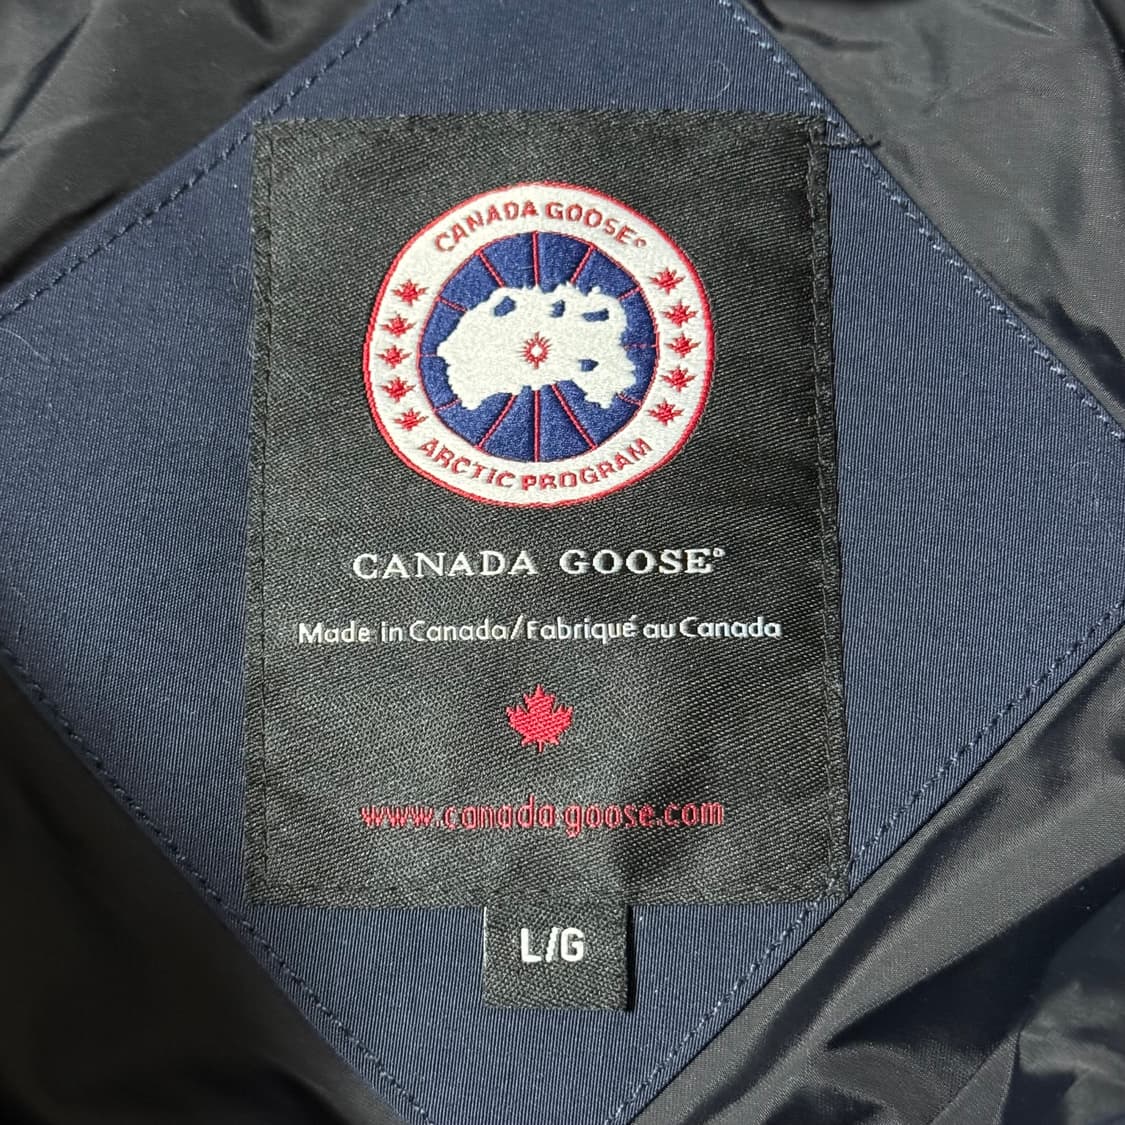 CANADA GOOSE®
ARCTIC PROGRAM
CANADA GOOSE®
Made in Canada/Fabriqué au Canada
www.canada-goose.com
L/G